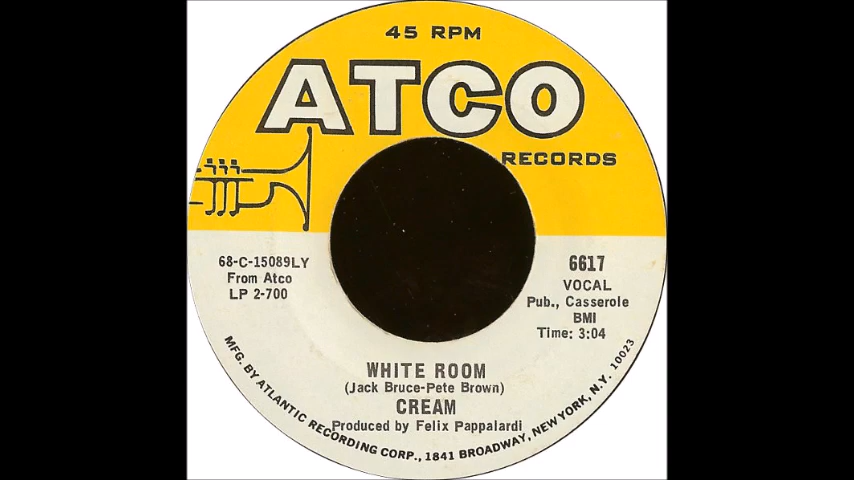 45 RPM
ATCO
RECORDS
68-C-15089LY
From Atco
LP 2-700
6617
VOCAL
Pub., Casserole
BMI
Time: 3:04
WHITE ROOM
(Jack Bruce-Pete Brown)
CREAM
Produced by Felix Pappalardi
MFG. BY ATLANTIC RECORDING CORP., 1841 BROADWAY, NEW YORK, N.Y. 10023